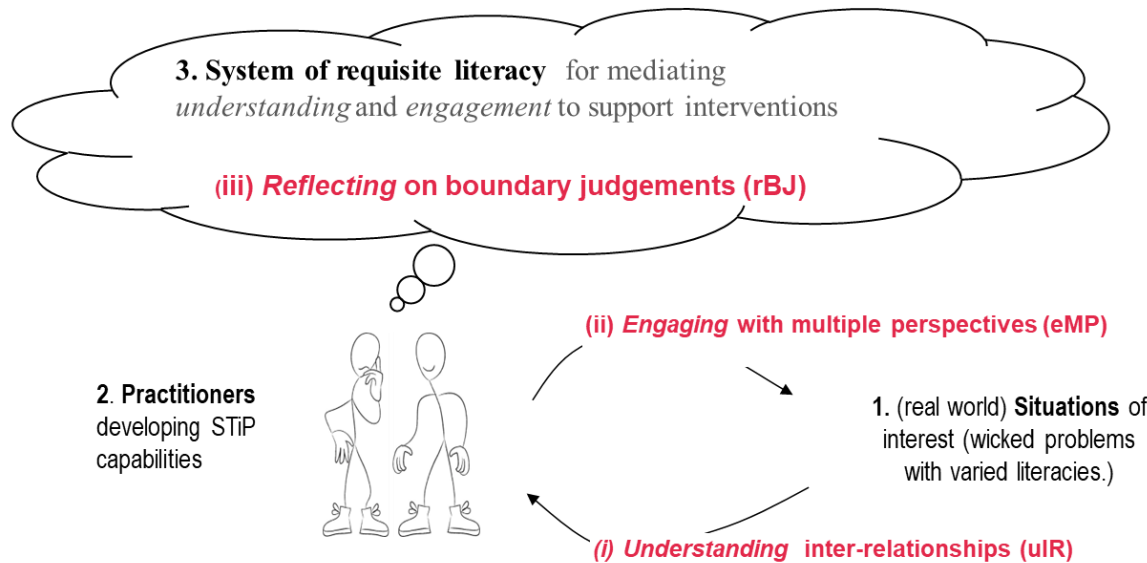 3. System of requisite literacy for mediating
understanding and engagement to support interventions
(iii) Reflecting on boundary judgements (rBJ)
(ii) Engaging with multiple perspectives (eMP)
2. Practitioners
developing STiP
capabilities
1. (real world) Situations of
interest (wicked problems
with varied literacies.)
(i) Understanding inter-relationships (uIR)